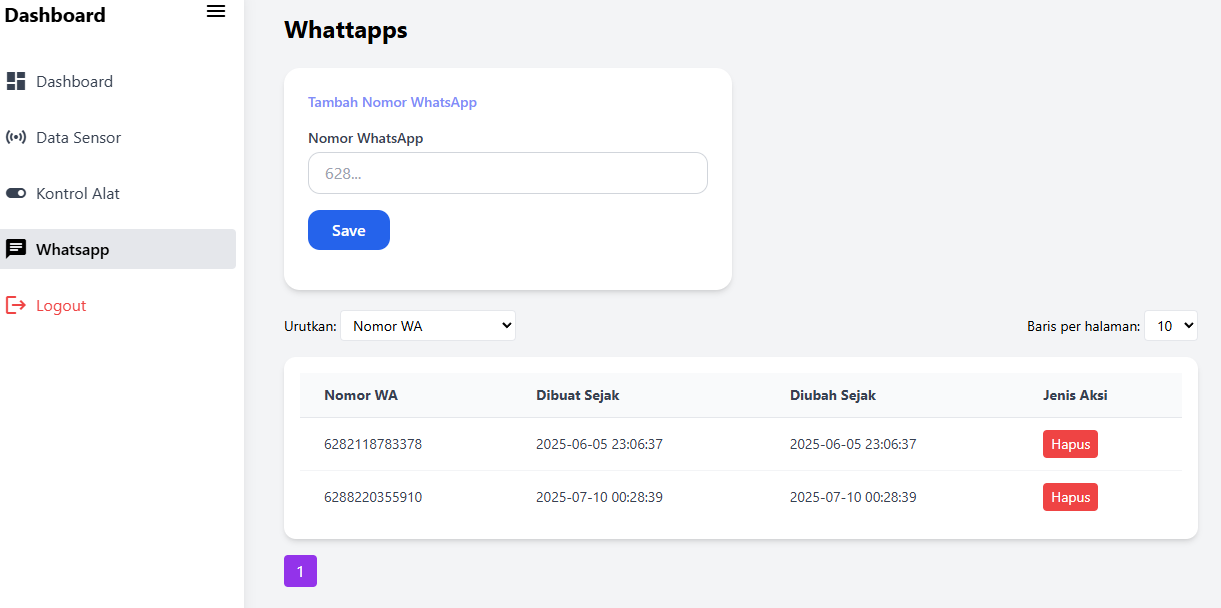 Dashboard
Dashboard
Data Sensor
Kontrol Alat
Whatsapp
Logout
Whattapps
Tambah Nomor WhatsApp
Nomor WhatsApp
628...
Save
Urutkan: Nomor WA
Baris per halaman: 10
Nomor WA Dibuat Sejak Diubah Sejak Jenis Aksi
6282118783378 2025-06-05 23:06:37 2025-06-05 23:06:37 Hapus
6288220355910 2025-07-10 00:28:39 2025-07-10 00:28:39 Hapus
1